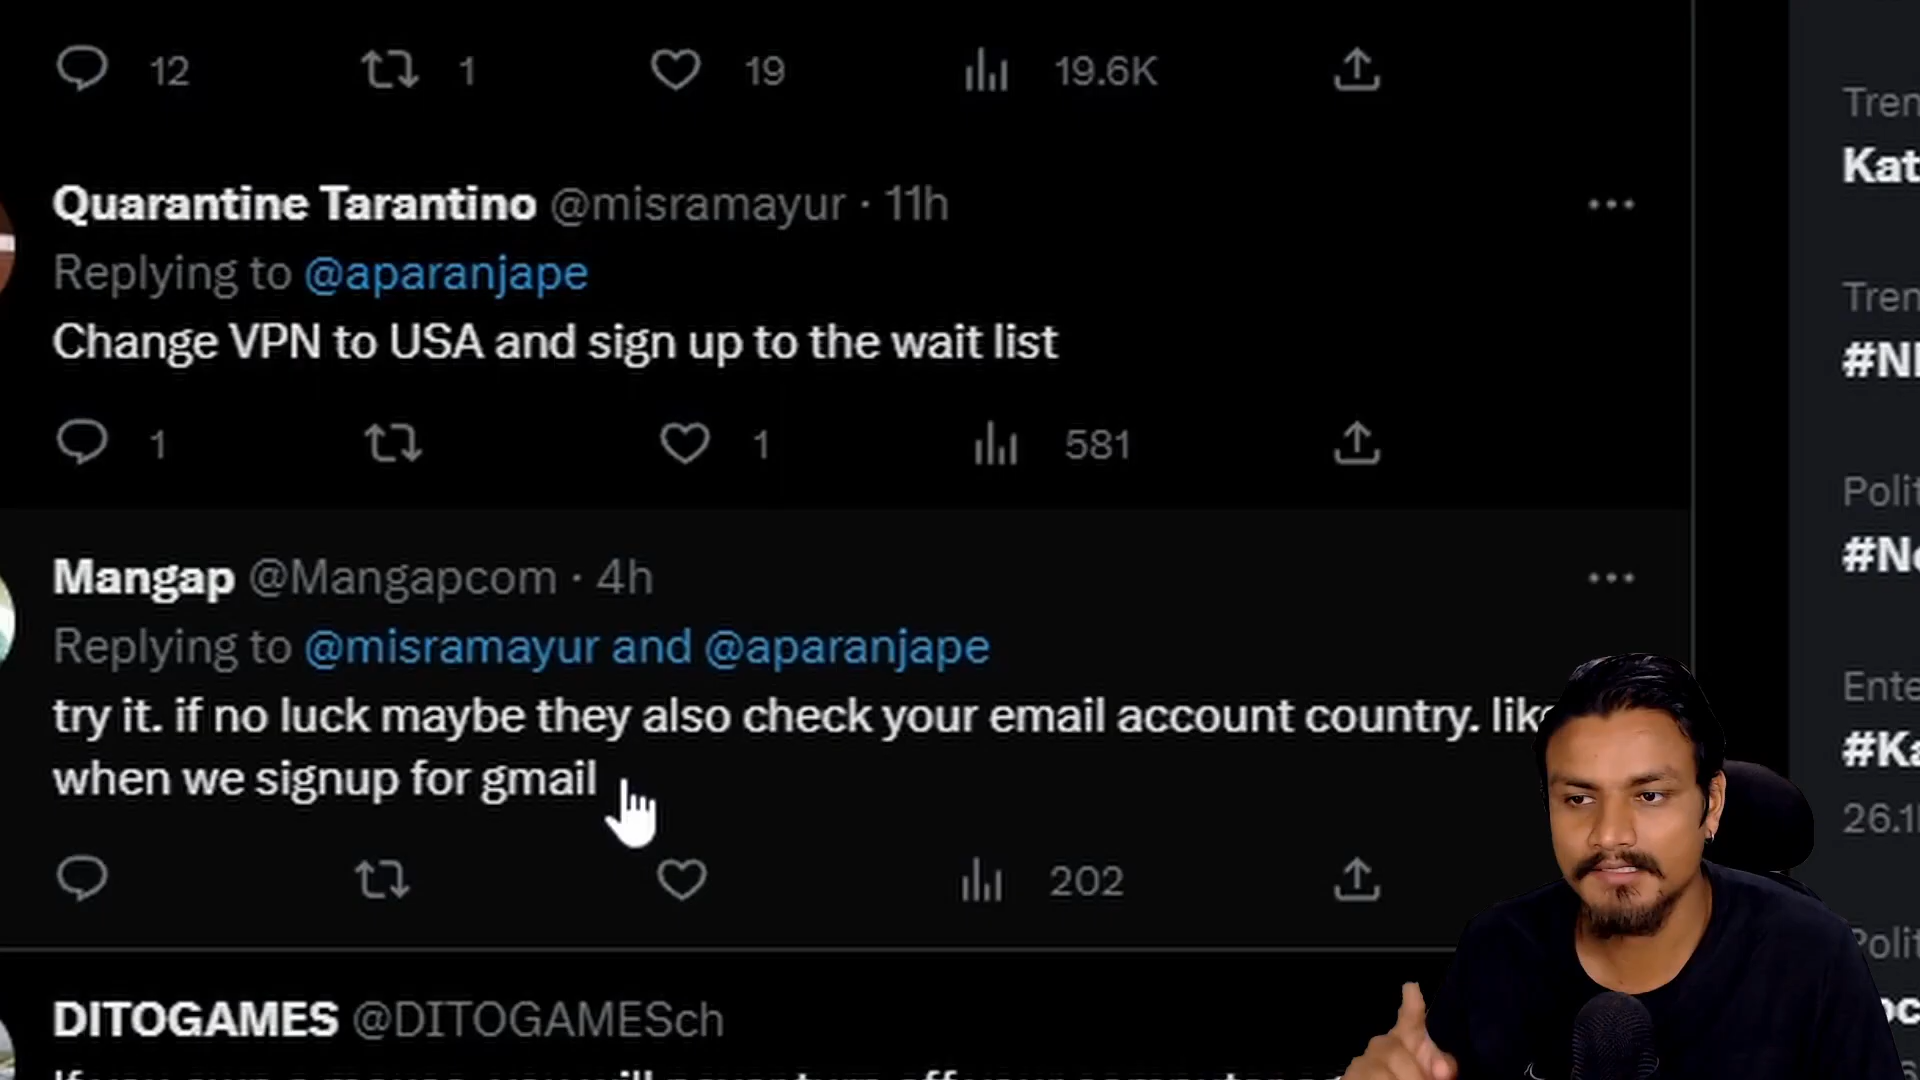 12 1 19 19.6K
Quarantine Tarantino @misramayur · 11h
Replying to @aparanjape
Change VPN to USA and sign up to the wait list
1 1 581
Mangap @Mangapcom · 4h
Replying to @misramayur and @aparanjape
try it. if no luck maybe they also check your email account country.
when we signup for gmail
202
DITOGAMES @DITOGAMESch
Tren
Kat
Tren
#N
Polit
#N
Ente
#Ka
26.1
Polit